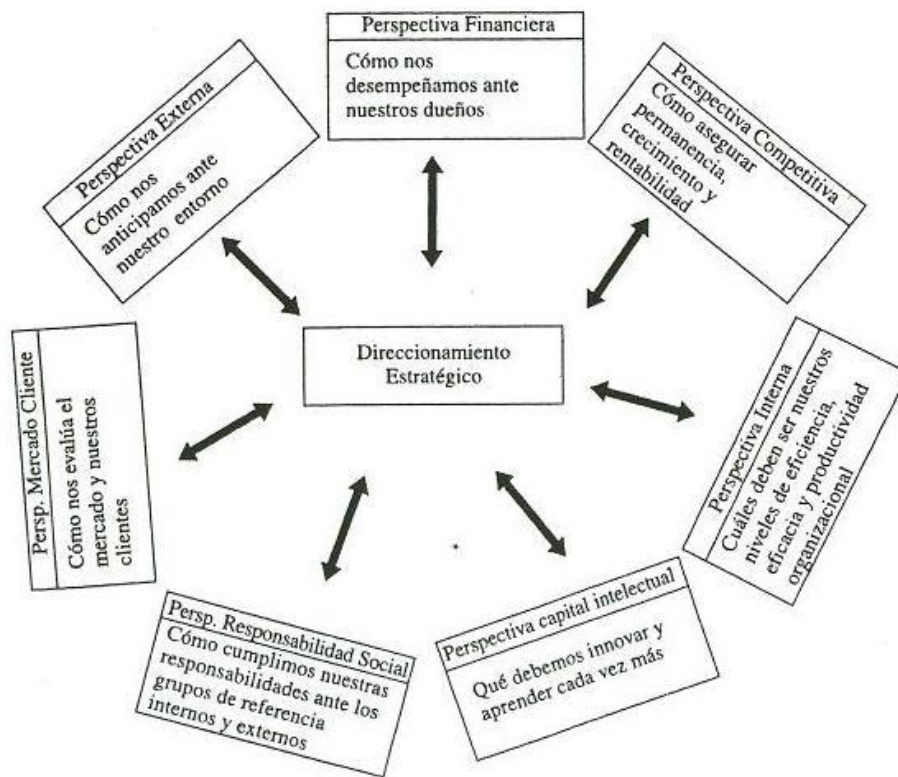 Perspectiva Financiera
Cómo nos
desempeñamos ante
nuestros dueños
Perspectiva Competitiva
Cómo asegurar
permanencia,
crecimiento y
rentabilidad
Perspectiva Interna
Cuáles deben ser nuestros
niveles de eficiencia,
eficacia y productividad
organizacional
Perspectiva capital intelectual
Qué debemos innovar y
aprender cada vez más
Persp. Responsabilidad Social
Cómo cumplimos nuestras
responsabilidades ante los
grupos de referencia
internos y externos
Persp. Mercado Cliente
Cómo nos evalúa el
mercado y nuestros
clientes
Perspectiva Externa
Cómo nos
anticipamos ante
nuestro entorno
Direccionamiento
Estratégico